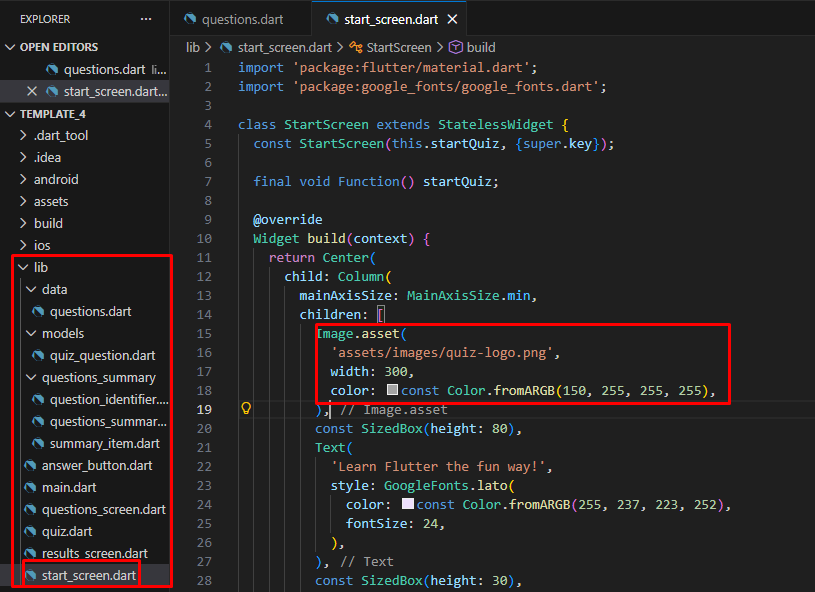 EXPLORER
···
OPEN EDITORS
questions.dart li...
start_screen.dart...
TEMPLATE_4
.dart_tool
.idea
android
assets
build
ios
lib
data
questions.dart
models
quiz_question.dart
questions_summary
question_identifier....
questions_summar...
summary_item.dart
answer_button.dart
main.dart
questions_screen.dart
quiz.dart
results_screen.dart
start_screen.dart
questions.dart start_screen.dart
lib > start_screen.dart > StartScreen > build
1 import 'package:flutter/material.dart';
2 import 'package:google_fonts/google_fonts.dart';
3
4 class StartScreen extends StatelessWidget {
5 const StartScreen(this.startQuiz, {super.key});
6
7 final void Function() startQuiz;
8
9 @override
10 Widget build(context) {
11 return Center(
12 child: Column(
13 mainAxisSize: MainAxisSize.min,
14 children: [
15 Image.asset(
16 'assets/images/quiz-logo.png',
17 width: 300,
18 color: const Color.fromARGB(150, 255, 255, 255),
19 ), // Image.asset
20 const SizedBox(height: 80),
21 Text(
22 'Learn Flutter the fun way!',
23 style: GoogleFonts.lato(
24 color: const Color.fromARGB(255, 237, 223, 252),
25 fontSize: 24,
26 ),
27 ), // Text
28 const SizedBox(height: 30),